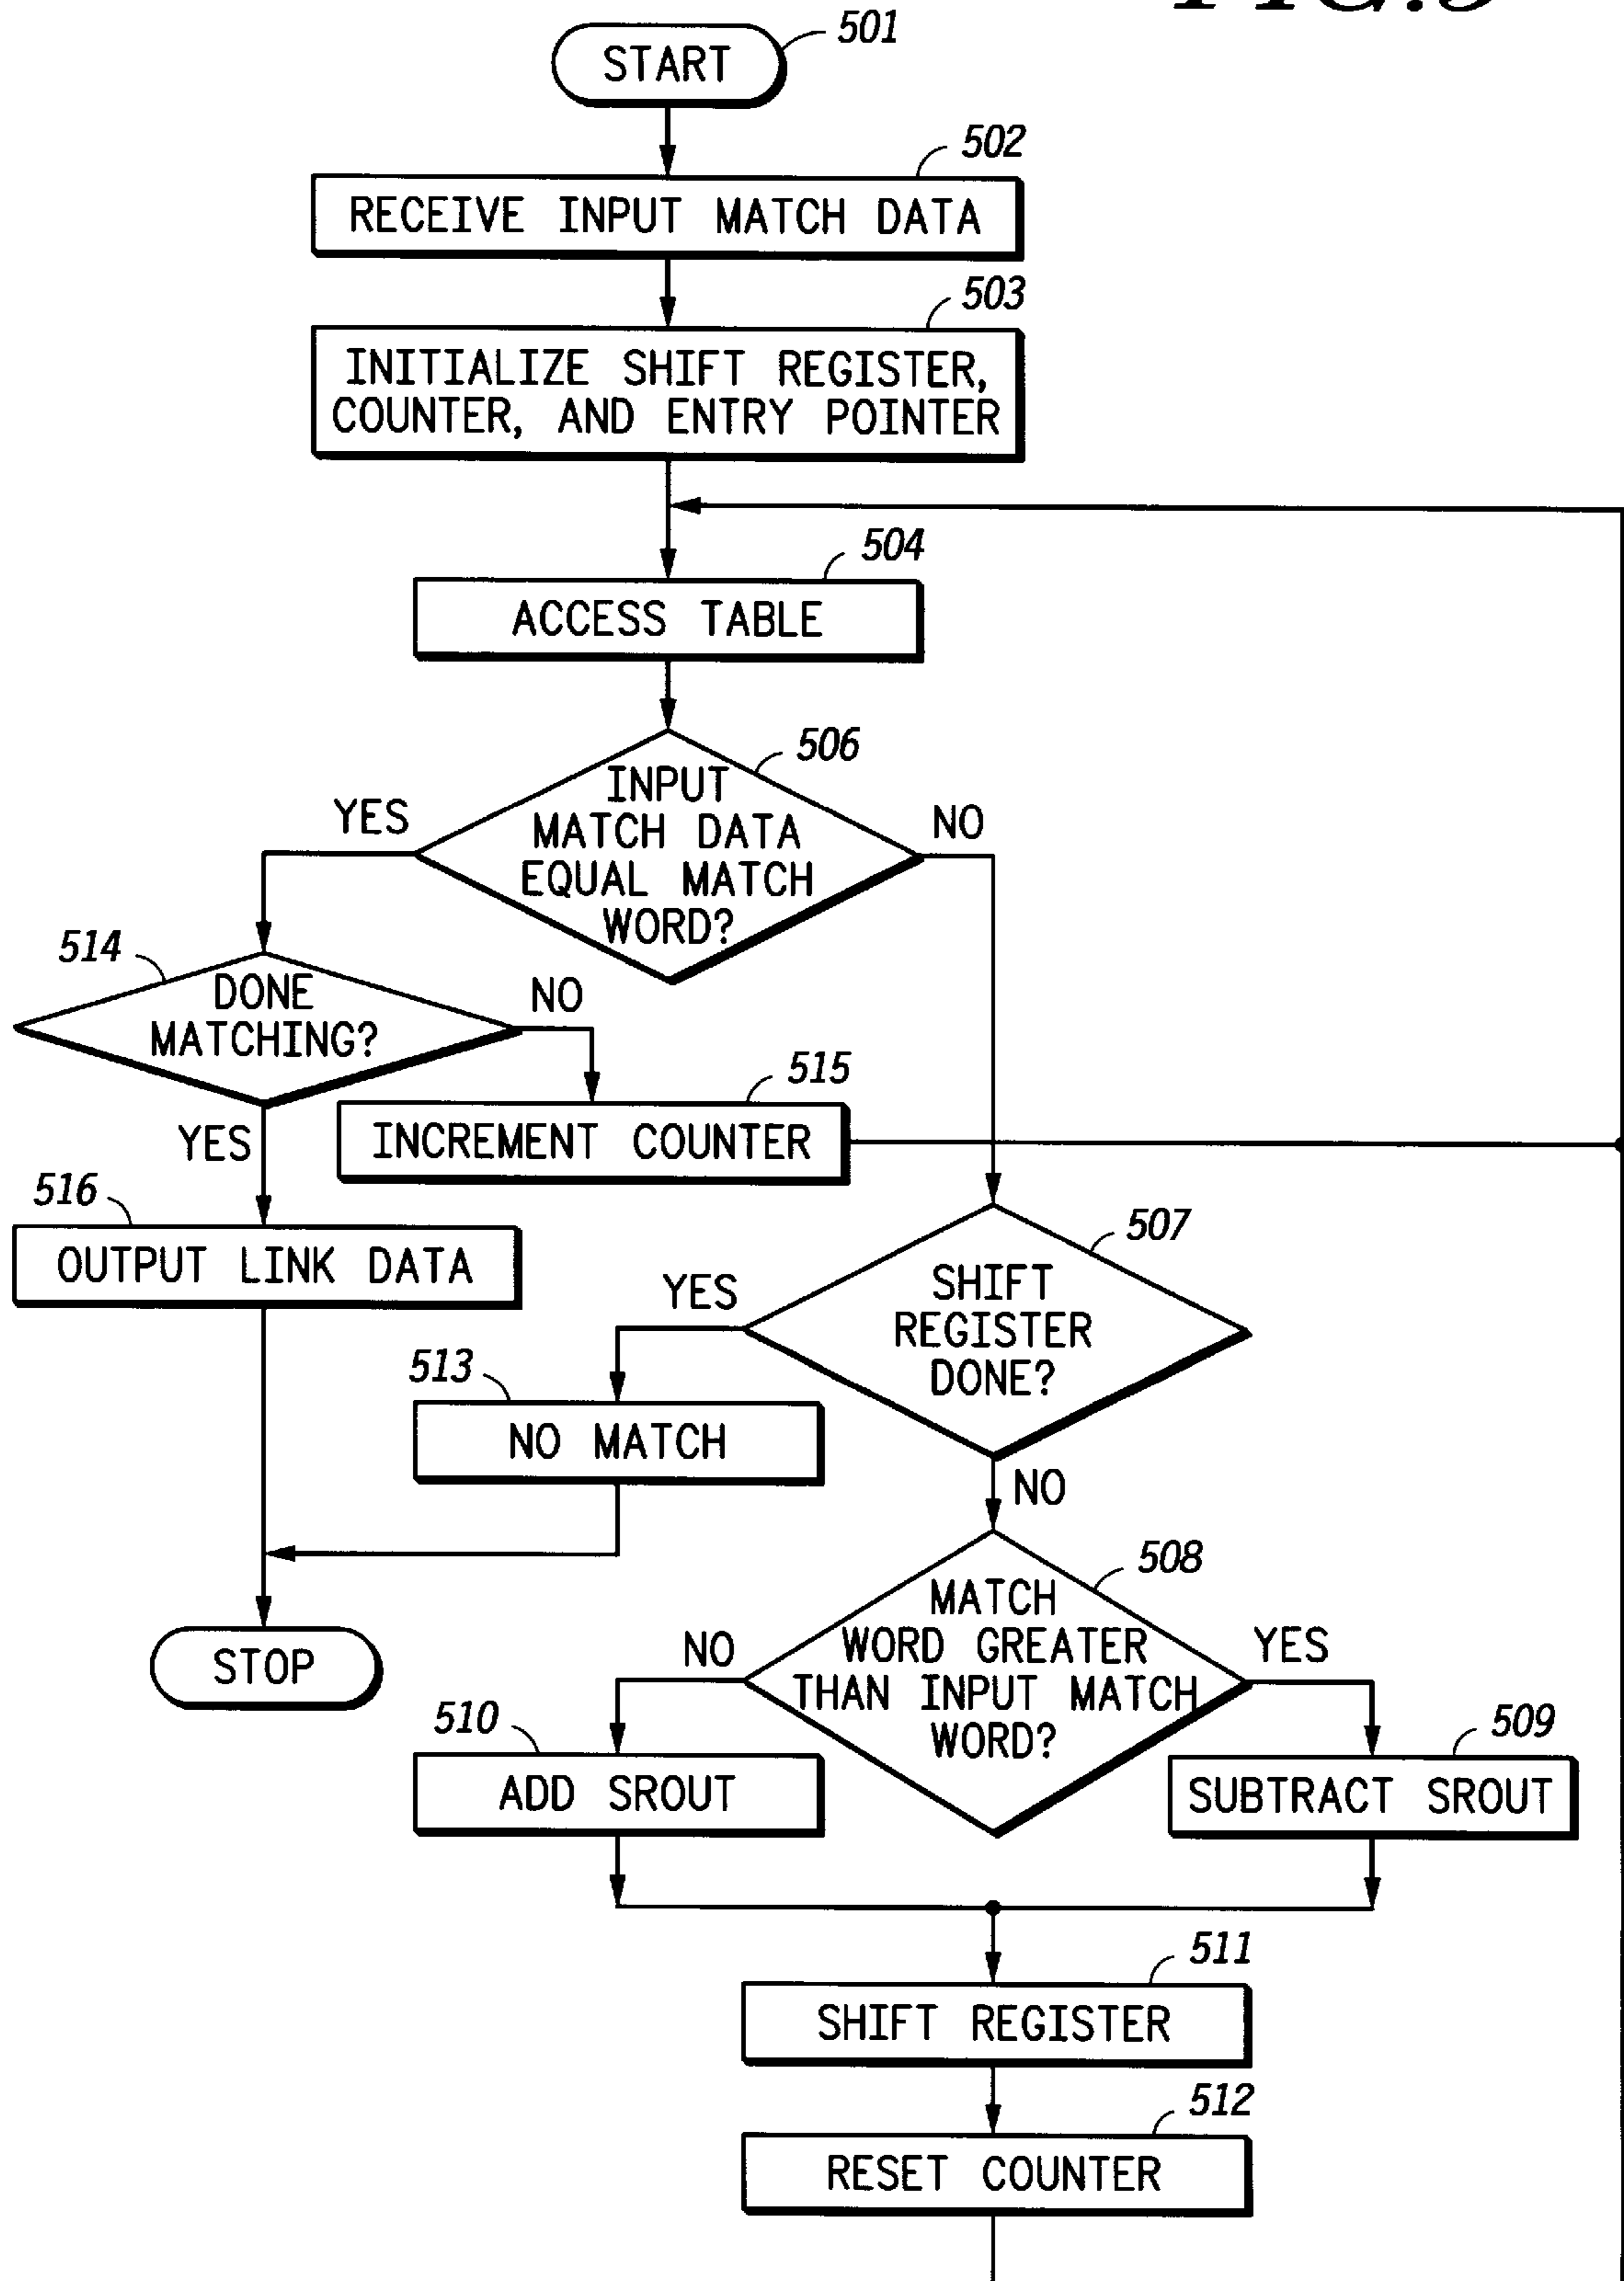 FIG.5
START
501
502
RECEIVE INPUT MATCH DATA
503
INITIALIZE SHIFT REGISTER,
COUNTER, AND ENTRY POINTER
504
ACCESS TABLE
506
INPUT
MATCH DATA
EQUAL MATCH
WORD?
YES
NO
514
DONE
MATCHING?
NO
YES
515
INCREMENT COUNTER
516
OUTPUT LINK DATA
507
SHIFT
REGISTER
DONE?
YES
NO
513
NO MATCH
STOP
508
MATCH
WORD GREATER
THAN INPUT MATCH
WORD?
NO
YES
510
ADD SROUT
509
SUBTRACT SROUT
511
SHIFT REGISTER
512
RESET COUNTER